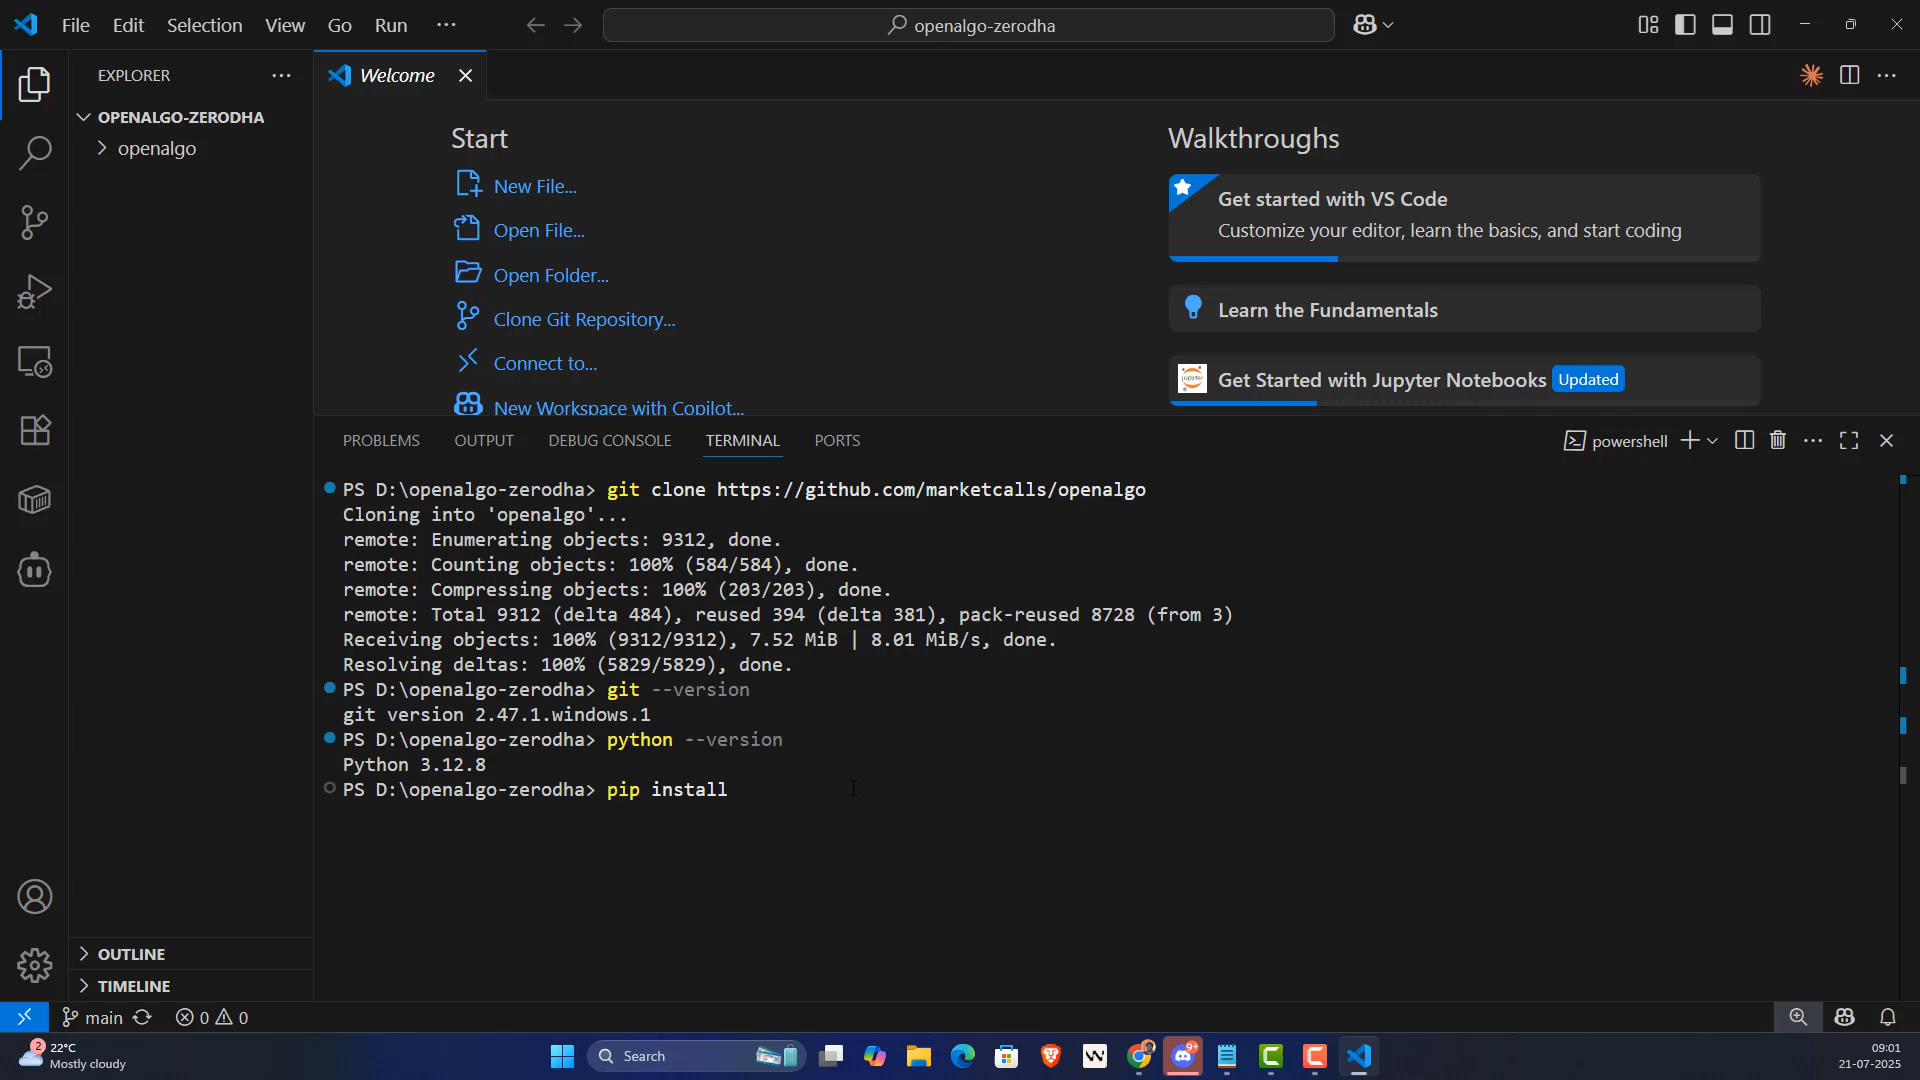 File Edit Selection View Go Run ···
openalgo-zerodha
EXPLORER ···
OPENALGO-ZERODHA
openalgo
OUTLINE
TIMELINE
Welcome
Start
New File...
Open File...
Open Folder...
Clone Git Repository...
Connect to...
New Workspace with Copilot...
Walkthroughs
Get started with VS Code
Customize your editor, learn the basics, and start coding
Learn the Fundamentals
jupyter
Get Started with Jupyter Notebooks Updated
PROBLEMS OUTPUT DEBUG CONSOLE TERMINAL PORTS
powershell
PS D:\openalgo-zerodha> git clone https://github.com/marketcalls/openalgo
Cloning into 'openalgo'...
remote: Enumerating objects: 9312, done.
remote: Counting objects: 100% (584/584), done.
remote: Compressing objects: 100% (203/203), done.
remote: Total 9312 (delta 484), reused 394 (delta 381), pack-reused 8728 (from 3)
Receiving objects: 100% (9312/9312), 7.52 MiB | 8.01 MiB/s, done.
Resolving deltas: 100% (5829/5829), done.
PS D:\openalgo-zerodha> git --version
git version 2.47.1.windows.1
PS D:\openalgo-zerodha> python --version
Python 3.12.8
PS D:\openalgo-zerodha> pip install
main 0 0
2
22°C
Mostly cloudy
Search
W
9+
C
C
09:01
21-07-2025